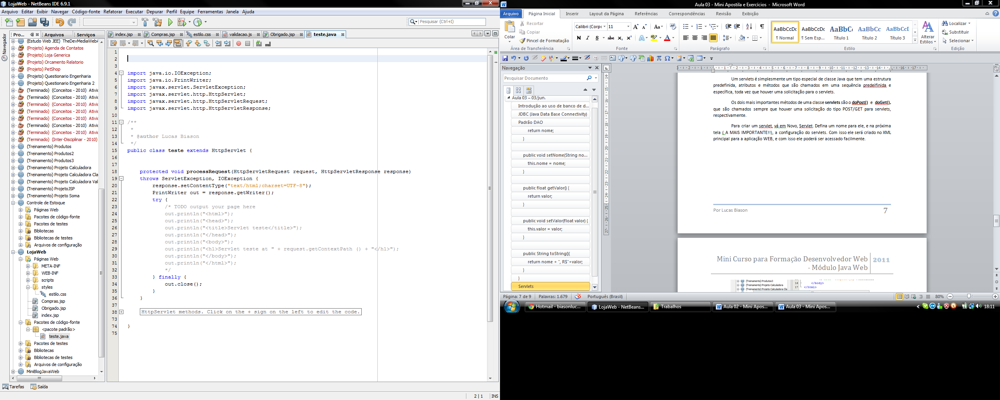 LojaWeb - NetBeans IDE 6.9.1
Arquivo Editar Exibir Navegar Código-fonte Refatorar Executar Depurar Perfil Equipe Ferramentas Janela Ajuda
Pesquisar (Ctrl+I)
Navegador
Pro... Arquivos Serviços
(Estudo Web JEE) TheDevMediaWebA
(Projeto) Agenda de Contatos
(Projeto) Loja Generica
(Projeto) Orcamento Relatorio
(Projeto) PetShop
(Projeto) Questionario Engenharia
(Projeto) Questionario Engenharia 2
(Terminado) (Conceitos - 2010) Ativid
(Terminado) (Conceitos - 2010) Ativid
(Terminado) (Conceitos - 2010) Ativid
(Terminado) (Conceitos - 2010) Ativid
(Terminado) (Conceitos - 2010) Ativid
(Terminado) (Conceitos - 2010) Ativid
(Terminado) (Conceitos - 2010) Ativid
(Terminado) (Inter-Disciplinar - 2010)
(Treinamento) Produtos
(Treinamento) Produtos2
(Treinamento) Produtos3
(Treinamento) Projeto Calculadora
(Treinamento) Projeto Calculadora Cla
(Treinamento) Projeto Calculadora Val
(Treinamento) ProjetoJSP
(Treinamento) Projeto Soma
Controle de Estoque
Páginas Web
Pacotes de código-fonte
Pacotes de testes
Bibliotecas
Bibliotecas de testes
Arquivos de configuração
LojaWeb
Páginas Web
META-INF
WEB-INF
scripts
styles
estilo.css
Compras.jsp
Obrigado.jsp
index.jsp
Pacotes de código-fonte
<pacote padrão>
teste.java
Pacotes de testes
Bibliotecas
Bibliotecas de testes
Arquivos de configuração
MiniBlogJavaWeb
Tarefas Saída
index.jsp Compras.jsp estilo.css validacao.js Obrigado.jsp teste.java
1
2
3
4 import java.io.IOException;
5 import java.io.PrintWriter;
6 import javax.servlet.ServletException;
7 import javax.servlet.http.HttpServlet;
8 import javax.servlet.http.HttpServletRequest;
9 import javax.servlet.http.HttpServletResponse;
10
11 /**
12 *
13 * @author Lucas Biason
14 */
15 public class teste extends HttpServlet {
16
17
18 protected void processRequest(HttpServletRequest request, HttpServletResponse response)
19 throws ServletException, IOException {
20 response.setContentType("text/html;charset=UTF-8");
21 PrintWriter out = response.getWriter();
22 try {
23 /* TODO output your page here
24 out.println("<html>");
25 out.println("<head>");
26 out.println("<title>Servlet teste</title>");
27 out.println("</head>");
28 out.println("<body>");
29 out.println("<h1>Servlet teste at " + request.getContextPath () + "</h1>");
30 out.println("</body>");
31 out.println("</html>");
32 */
33 } finally {
34 out.close();
35 }
36 }
37
38 HttpServlet methods. Click on the + sign on the left to edit the code.
73
74 }
75
2 | 1 INS
Aula 03 - Mini Apostila e Exercícios - Microsoft Word
Arquivo Página Inicial Inserir Layout da Página Referências Correspondências Revisão Exibição
Colar
Recortar
Copiar
Pincel de Formatação
Área de Transferência
Calibri (Corpo 11
Fonte
Parágrafo
AaBbCcDc ¶ Normal
AaBbCcDc ¶ Sem Esp...
AaBbC Título 1
AaBbCc Título 2
AaBbCcI Título 3
Alterar Estilos
Estilo
Localizar
Substituir
Selecionar
Edição
Navegação
Pesquisar Documento
Aula 03 – 03/jun.
Introdução ao uso de banco de d...
JDBC (Java Data Base Connectivity)
Padrão DAO
return nome;
}
public void setNome(String no...
this.nome = nome;
}
public float getValor() {
return valor;
}
public void setValor(float valor) {
this.valor = valor;
}
public String toString(){
return nome + ", R$"+valor;
}
}
Servlets
Um servlets é simplesmente um tipo especial de classe Java que tem uma estrutura
predefinida, atributos e métodos que são chamados em uma sequência predeifinida e
específica, toda vez que houver uma solicitação para o servlets.
Os dois mais importantes métodos de uma classe servlets são o doPost() e doGet(),
que são chamados sempre que houver uma solicitação do tipo POST/GET para servlets,
respectivamente.
Para criar um servlet, vá em Novo, Servlet. Defina um nome para ele, e na próxima
tela ( A MAIS IMPORTANTE!!), a configuração do servlets. Com isso ele será criado no XML
principal para a aplicação WEB, e com isso ele poderá ser acessado facilmente.
Por Lucas Biason 7
Mini Curso para Formação Desenvolvedor Web 2011
- Módulo Java Web
(Treinamento) Produtos3
(Treinamento) Projeto Calculadora
(Treinamento) Projeto Calculadora Cla
16 </body>
17 </html>
Página: 7 de 9 Palavras: 1.679 Português (Brasil) 80%
Hotmail - biasonluc... LojaWeb - NetBeans... Trabalhos Aula 02 - Mini Apos... Aula 03 - Mini Apos... 18:11